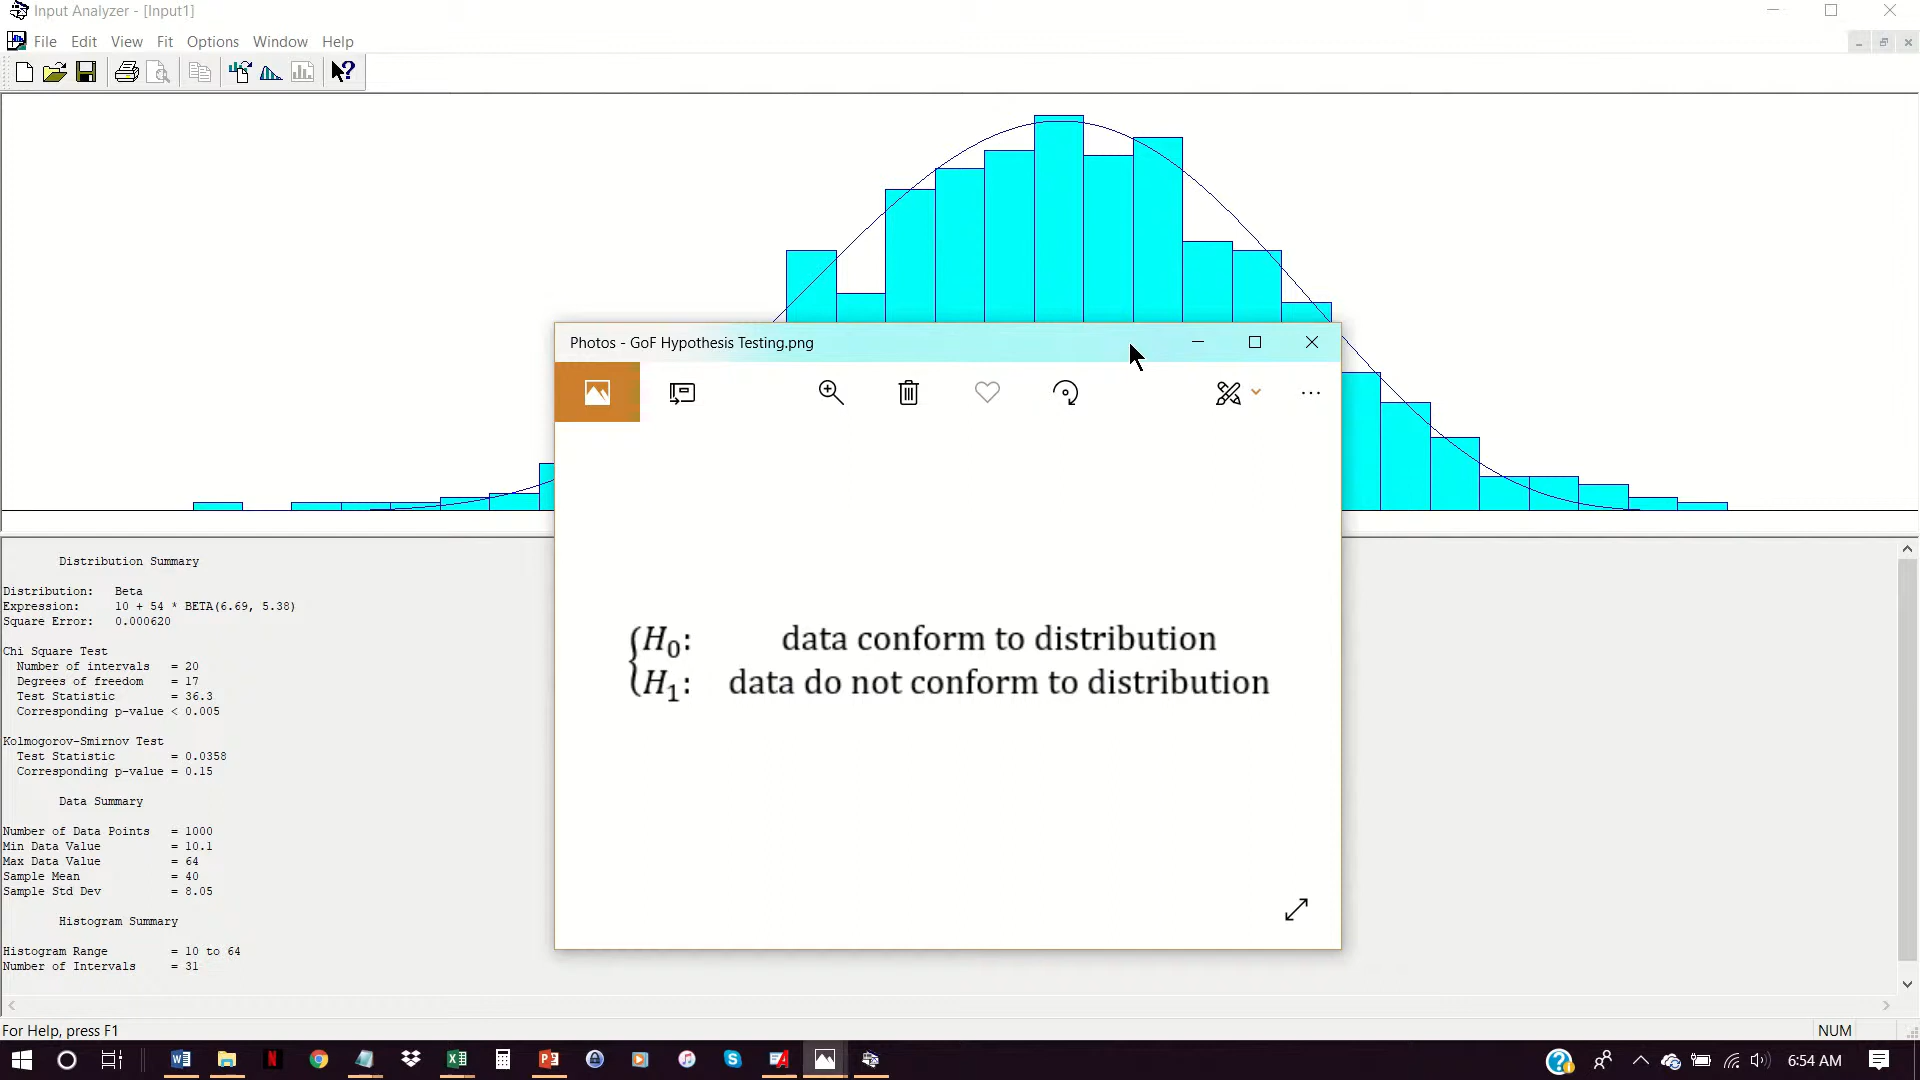 Input Analyzer - [Input1]
File Edit View Fit Options Window Help
Photos - GoF Hypothesis Testing.png
H₀: data conform to distribution
H₁: data do not conform to distribution
Distribution Summary
Distribution: Beta
Expression: 10 + 54 * BETA(6.69, 5.38)
Square Error: 0.000620
Chi Square Test
Number of intervals = 20
Degrees of freedom = 17
Test Statistic = 36.3
Corresponding p-value < 0.005
Kolmogorov-Smirnov Test
Test Statistic = 0.0358
Corresponding p-value = 0.15
Data Summary
Number of Data Points = 1000
Min Data Value = 10.1
Max Data Value = 64
Sample Mean = 40
Sample Std Dev = 8.05
Histogram Summary
Histogram Range = 10 to 64
Number of Intervals = 31
For Help, press F1
NUM
6:54 AM